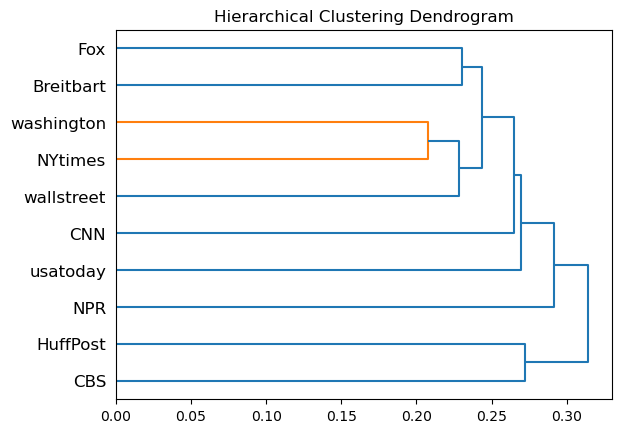 Hierarchical Clustering Dendrogram
Fox
Breitbart
washington
NYtimes
wallstreet
CNN
usatoday
NPR
HuffPost
CBS
0.00 0.05 0.10 0.15 0.20 0.25 0.30